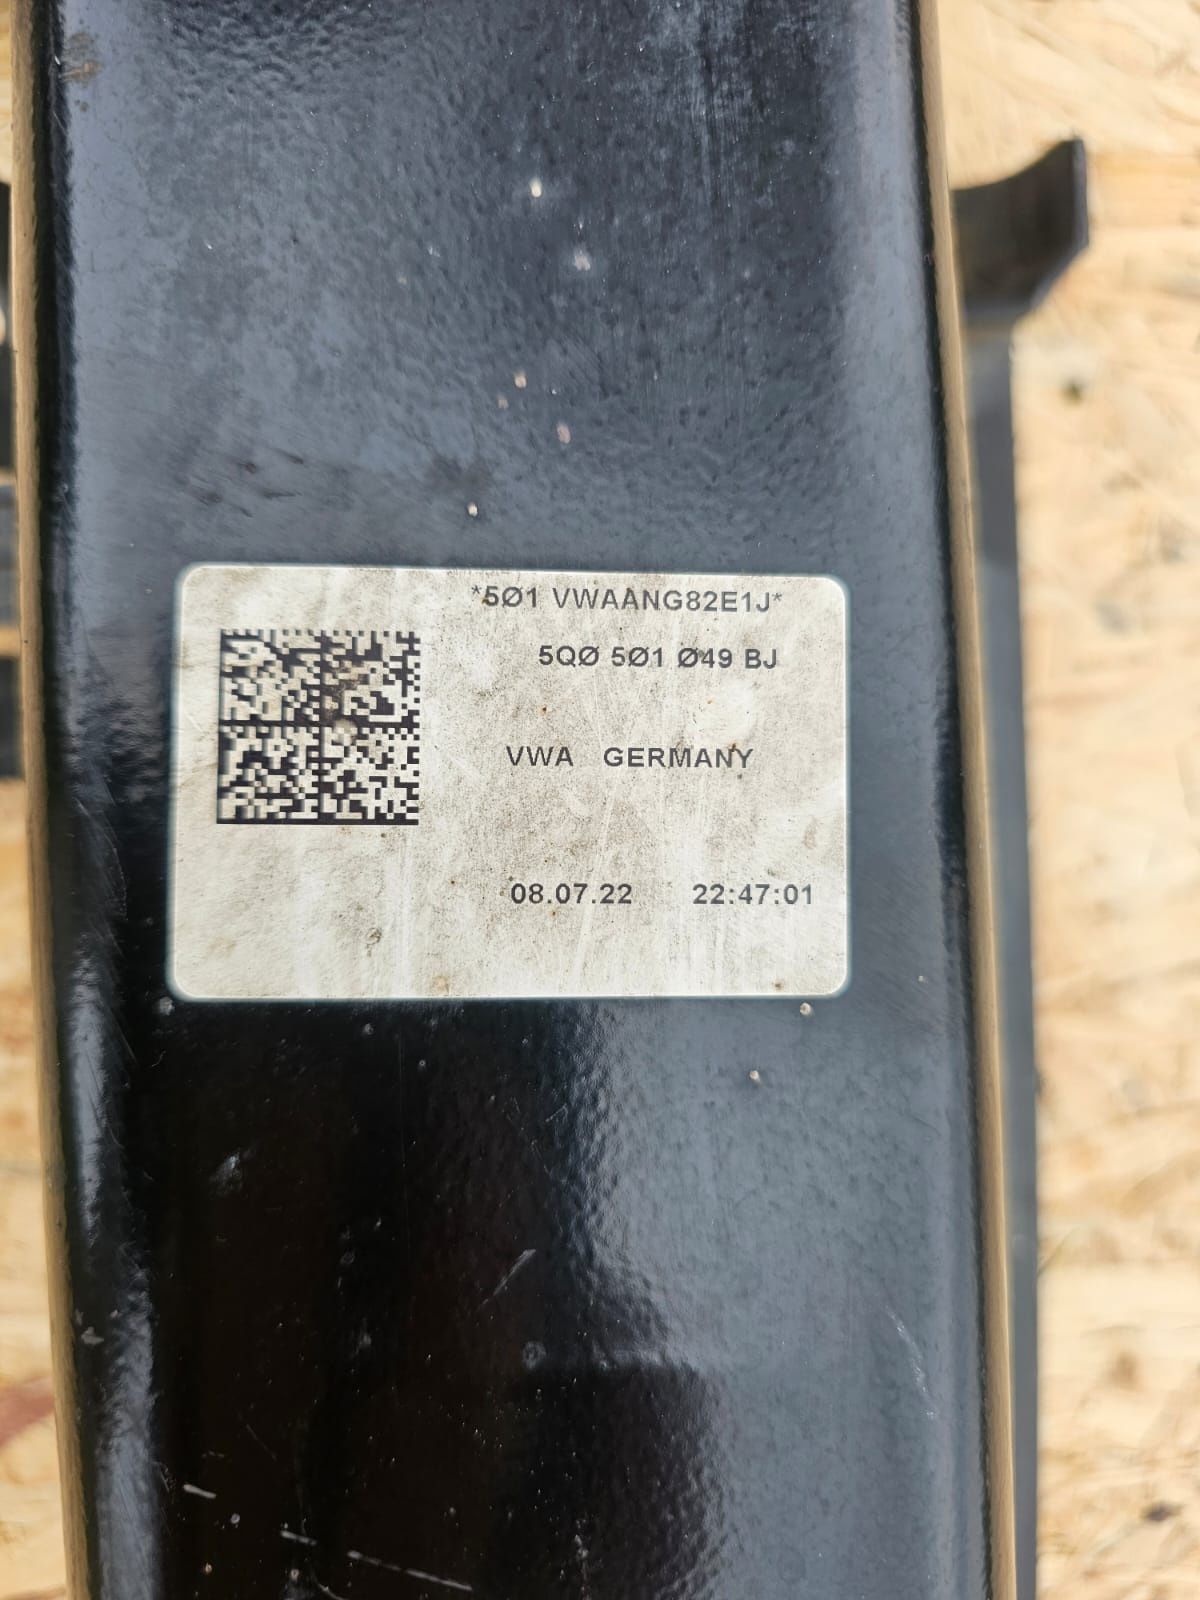 *5Ø1 VWAANG82E1J*
5QØ 5Ø1 Ø49 BJ
VWA GERMANY
08.07.22 22:47:01